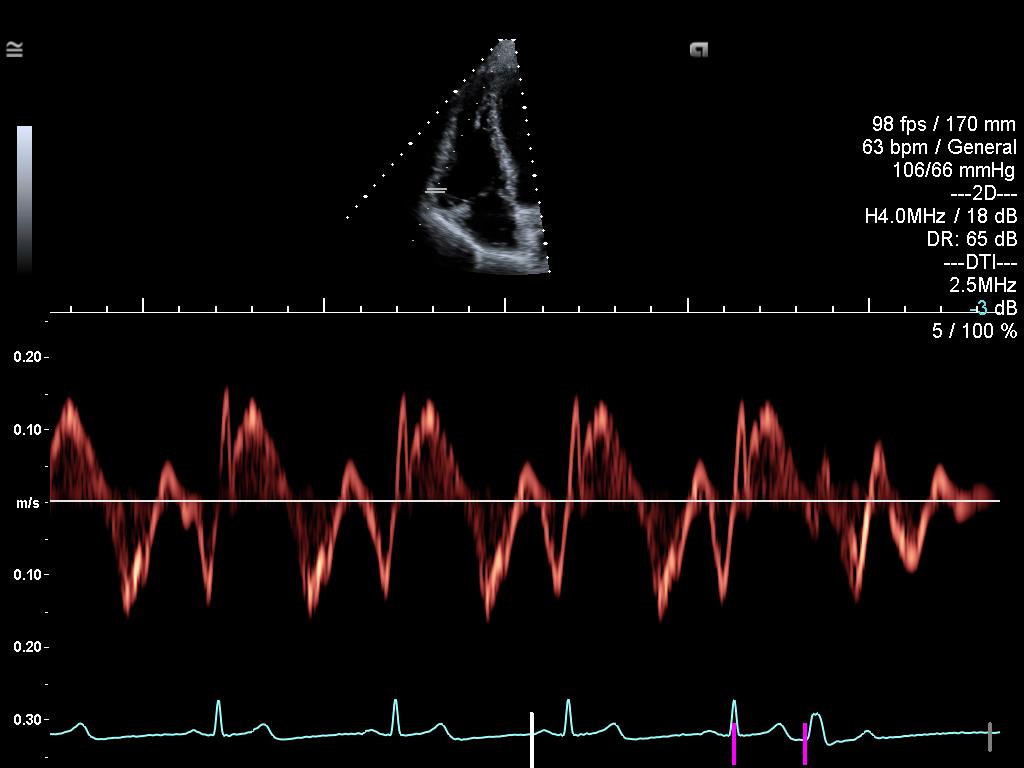 98 fps / 170 mm
63 bpm / General
106/66 mmHg
---2D---
H4.0MHz / 18 dB
DR: 65 dB
---DTI---
2.5MHz
-3 dB
5 / 100 %
0.20
0.10
m/s
0.10
0.20
0.30